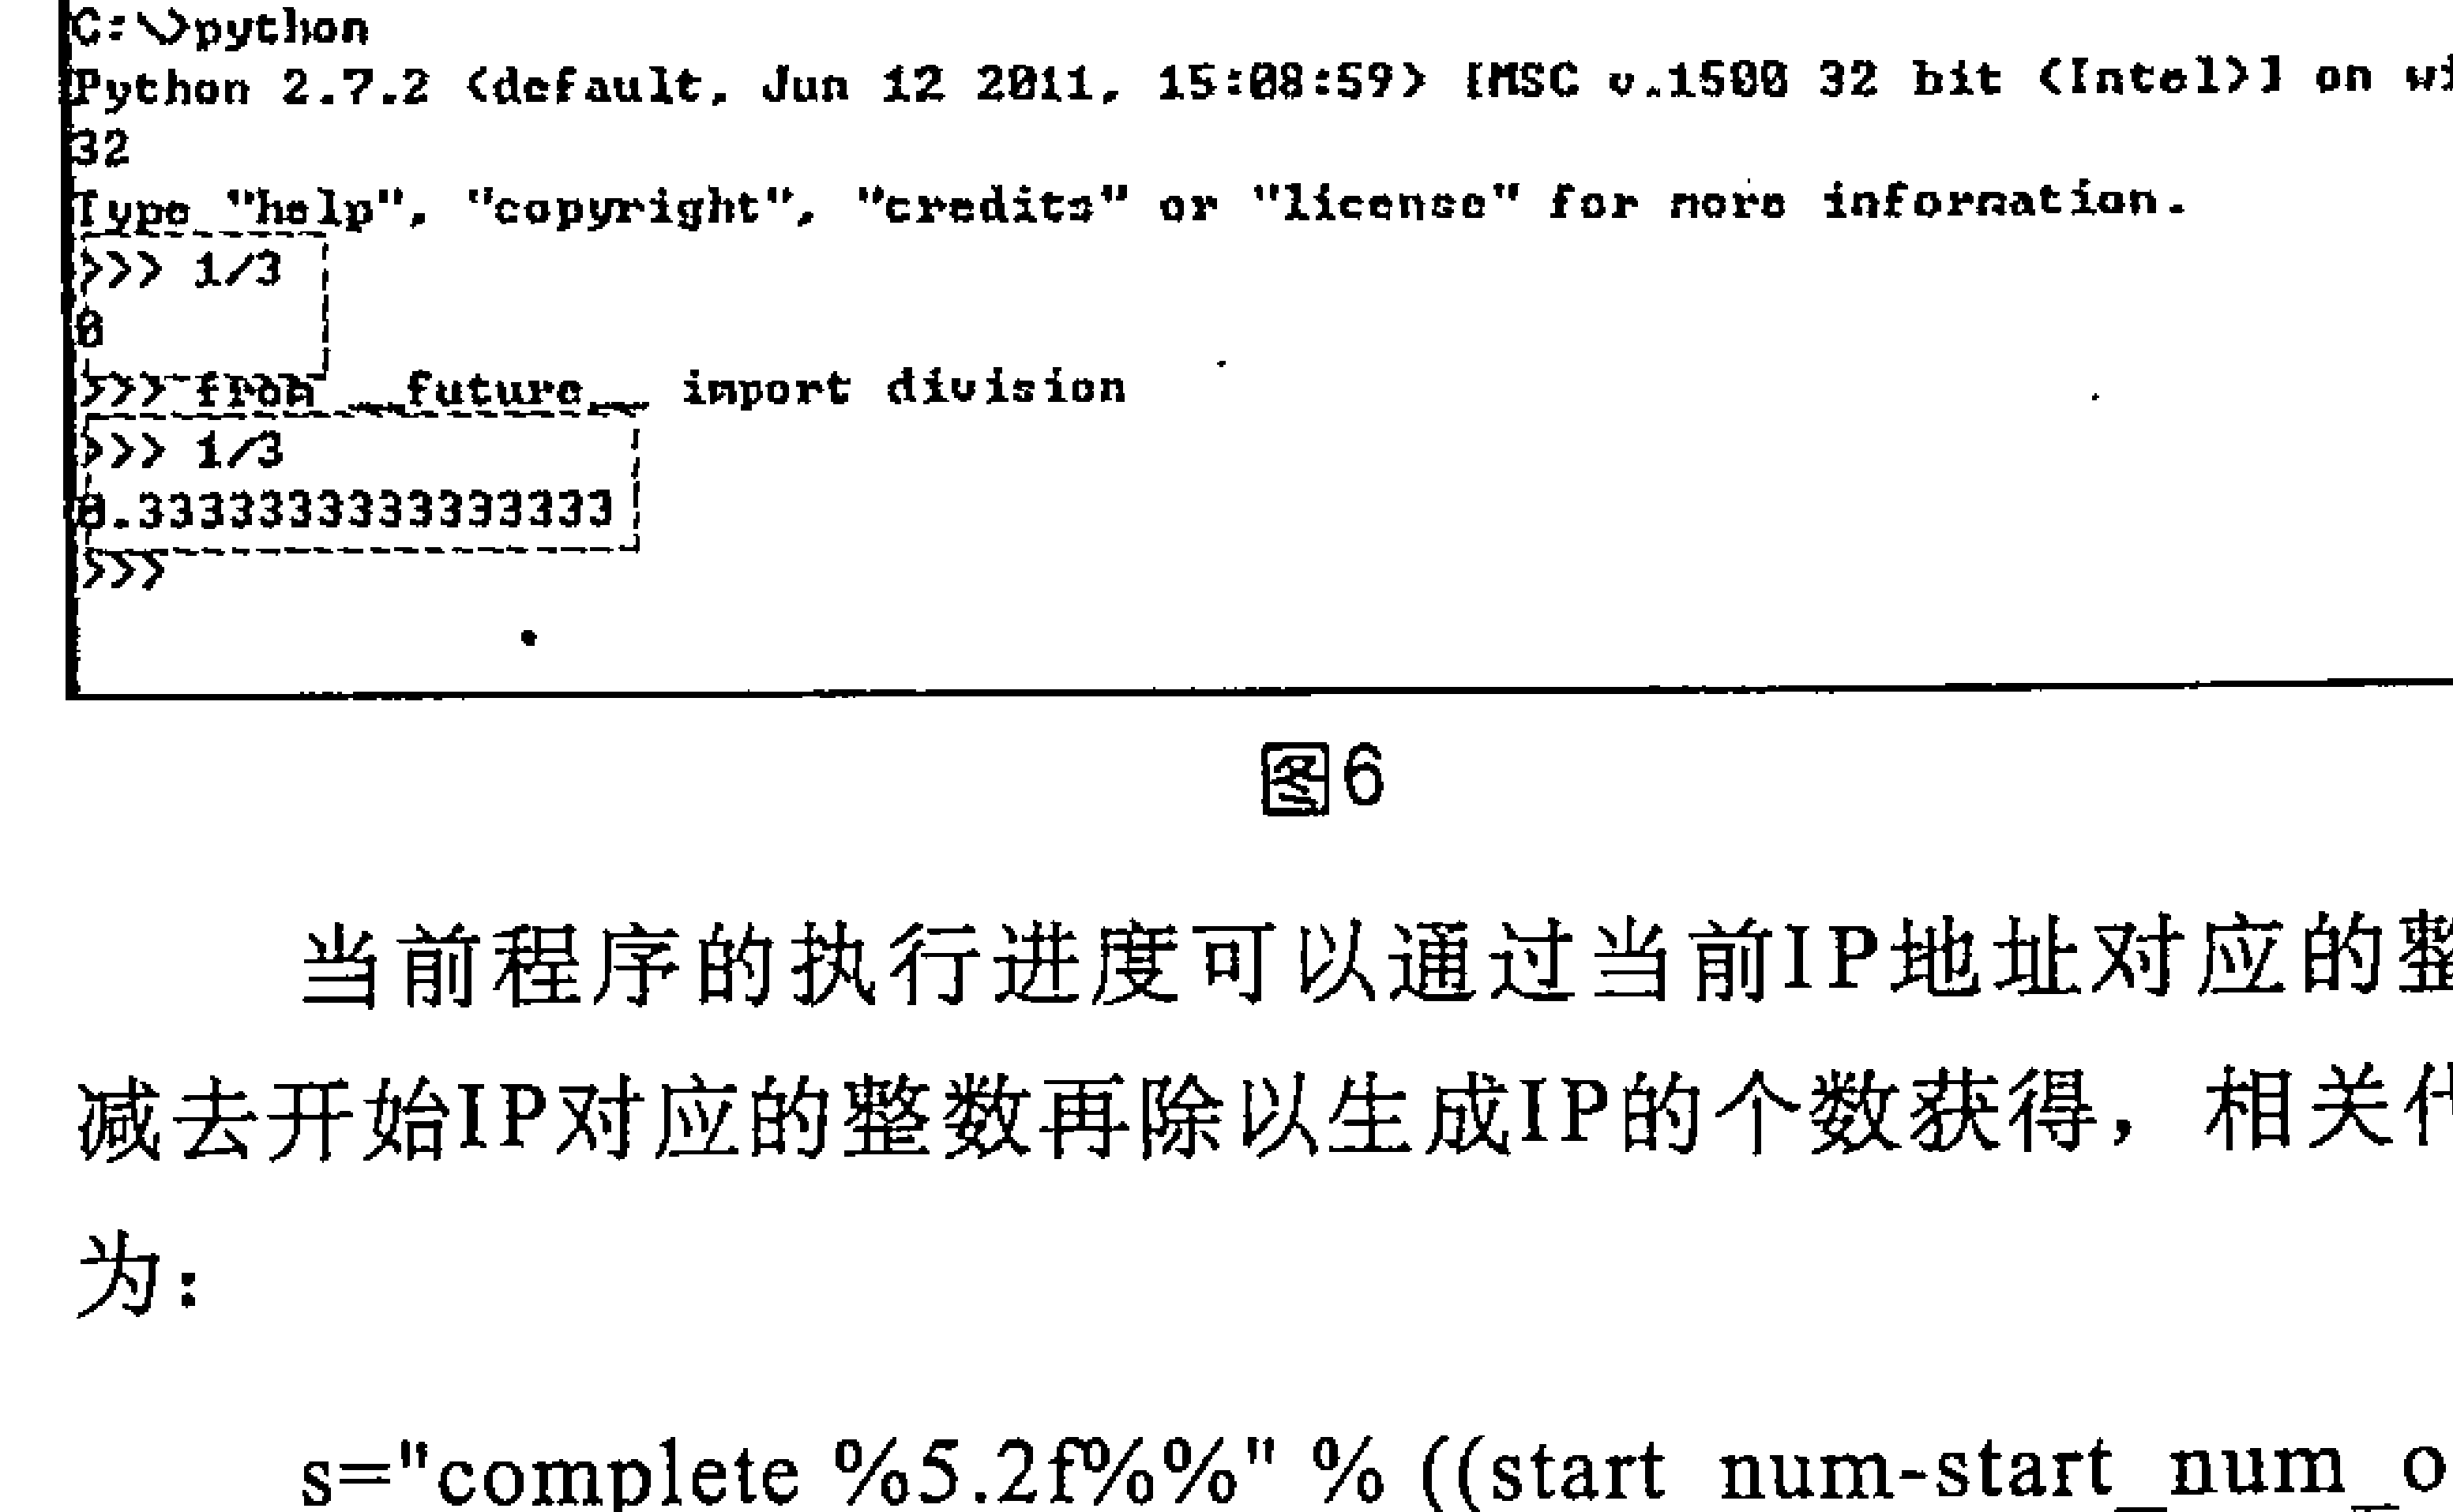 C:\>python
Python 2.7.2 (default, Jun 12 2011, 15:08:59) [MSC v.1500 32 bit (Intel)] on wi
32
Type "help", "copyright", "credits" or "license" for more information.
>>> 1/3
0
>>> from __future__ import division
>>> 1/3
0.3333333333333333
>>>
图6
当前程序的执行进度可以通过当前IP地址对应的整
减去开始IP对应的整数再除以生成IP的个数获得，相关代
为：
s="complete %5.2f%%" % ((start_num-start_num_o